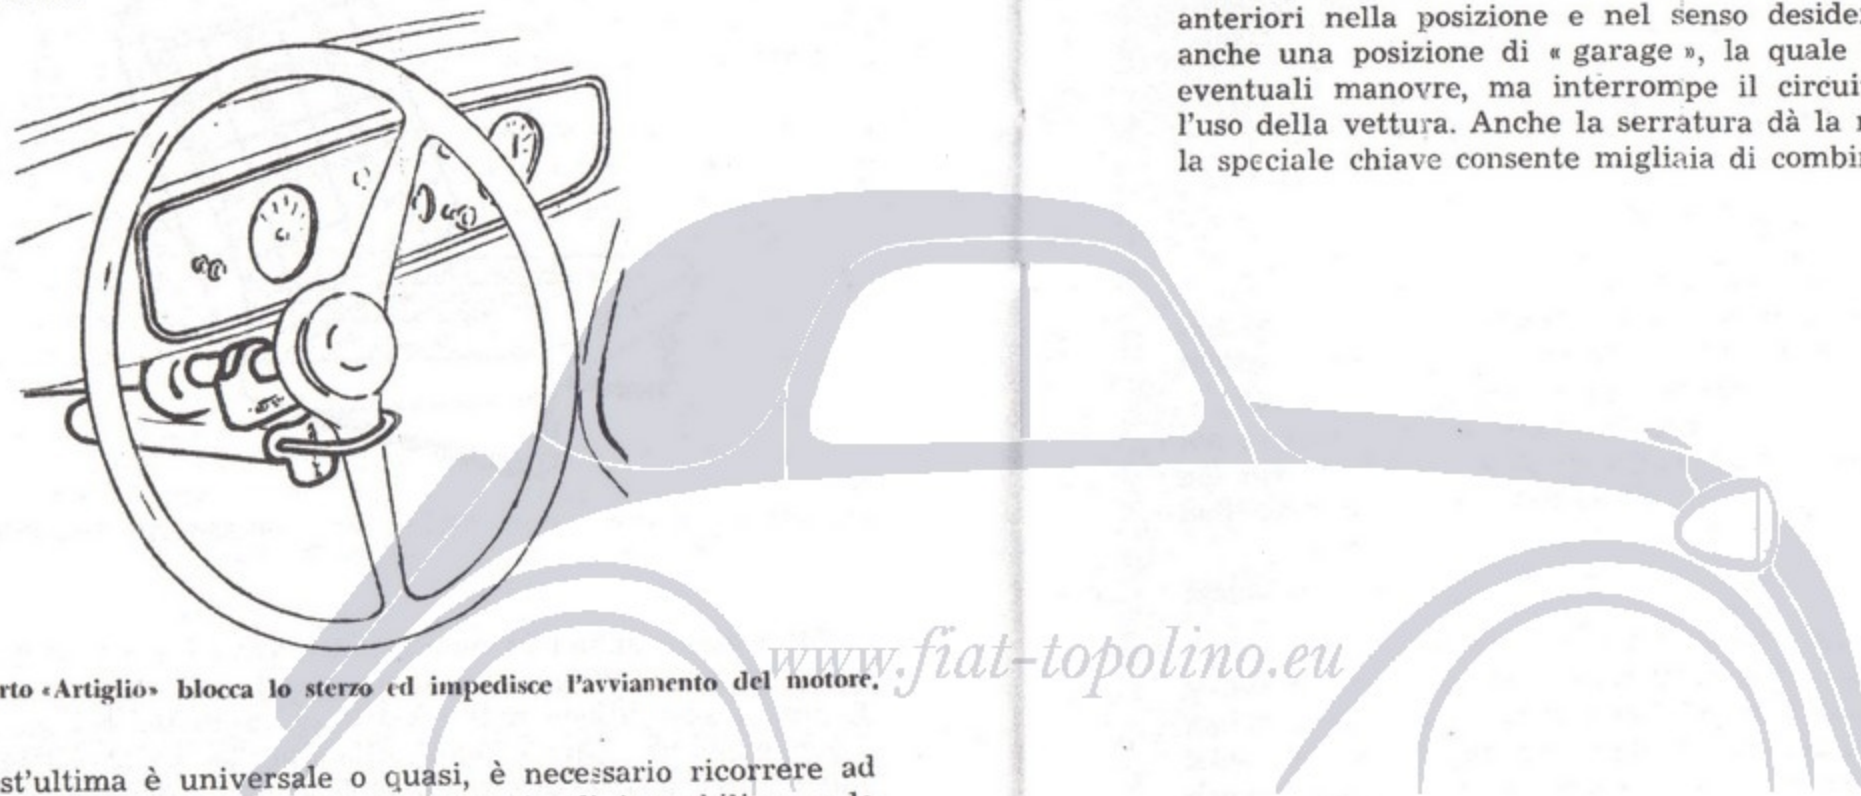 rto «Artiglio» blocca lo sterzo ed impedisce l'avviamento del motore.
st'ultima è universale o quasi, è necessario ricorrere ad
anteriori nella posizione e nel senso deside
anche una posizione di « garage », la quale
eventuali manovre, ma interrompe il circui
l'uso della vettura. Anche la serratura dà la
la speciale chiave consente migliaia di combi
www.fiat-topolino.eu